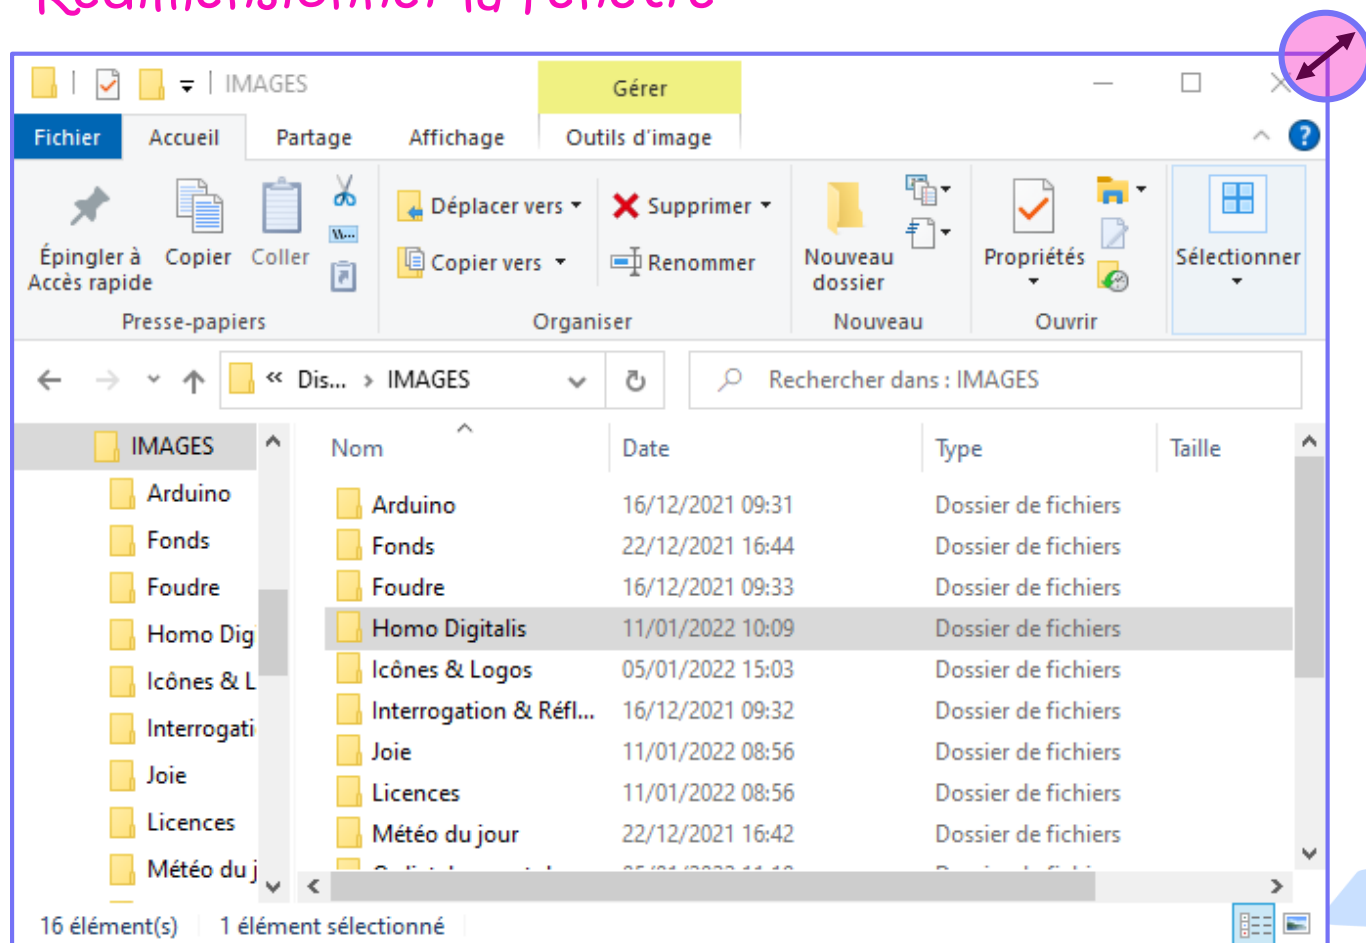 Redimensionner la fenêtre
IMAGES
Gérer
Fichier Accueil Partage Affichage Outils d'image
Épingler à Accès rapide
Copier
Coller
Déplacer vers
Copier vers
Supprimer
Renommer
Nouveau dossier
Propriétés
Sélectionner
Presse-papiers Organiser Nouveau Ouvrir
« Dis... › IMAGES
Rechercher dans : IMAGES
IMAGES
Arduino
Fonds
Foudre
Homo Dig
Icônes & L
Interrogati
Joie
Licences
Météo du j
Nom Date Type Taille
Arduino 16/12/2021 09:31 Dossier de fichiers
Fonds 22/12/2021 16:44 Dossier de fichiers
Foudre 16/12/2021 09:33 Dossier de fichiers
Homo Digitalis 11/01/2022 10:09 Dossier de fichiers
Icônes & Logos 05/01/2022 15:03 Dossier de fichiers
Interrogation & Réfl... 16/12/2021 09:32 Dossier de fichiers
Joie 11/01/2022 08:56 Dossier de fichiers
Licences 11/01/2022 08:56 Dossier de fichiers
Météo du jour 22/12/2021 16:42 Dossier de fichiers
16 élément(s) 1 élément sélectionné